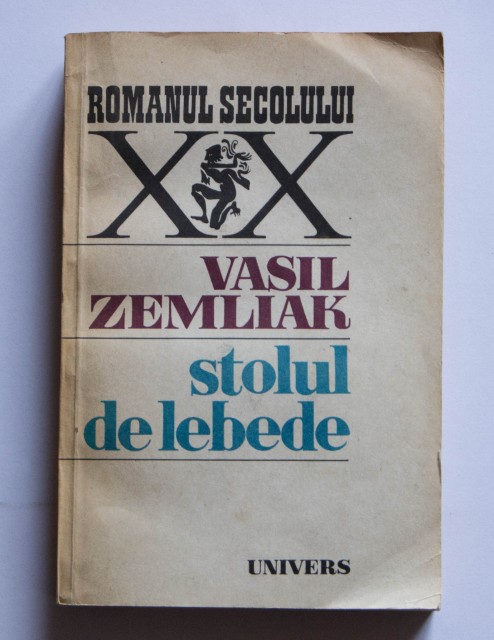 ROMANUL SECOLULUI
XX
VASIL
ZEMLIAK
stolul
de lebede
UNIVERS